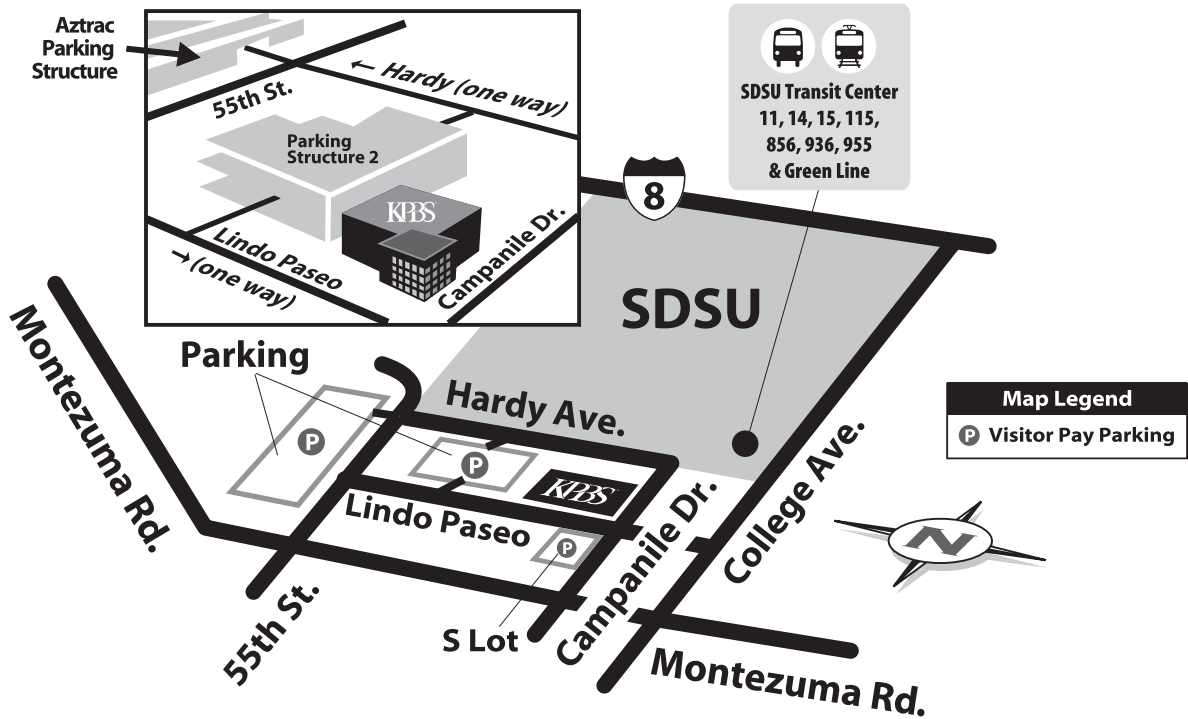 Aztrac
Parking
Structure
55th St.
← Hardy (one way)
Parking
Structure 2
KPBS
Lindo Paseo
→ (one way)
Campanile Dr.
8
SDSU Transit Center
11, 14, 15, 115,
856, 936, 955
& Green Line
SDSU
Montezuma Rd.
Parking
P
P
Hardy Ave.
KPBS
Lindo Paseo
P
S Lot
55th St.
Campanile Dr.
College Ave.
Montezuma Rd.
Map Legend
P Visitor Pay Parking
N